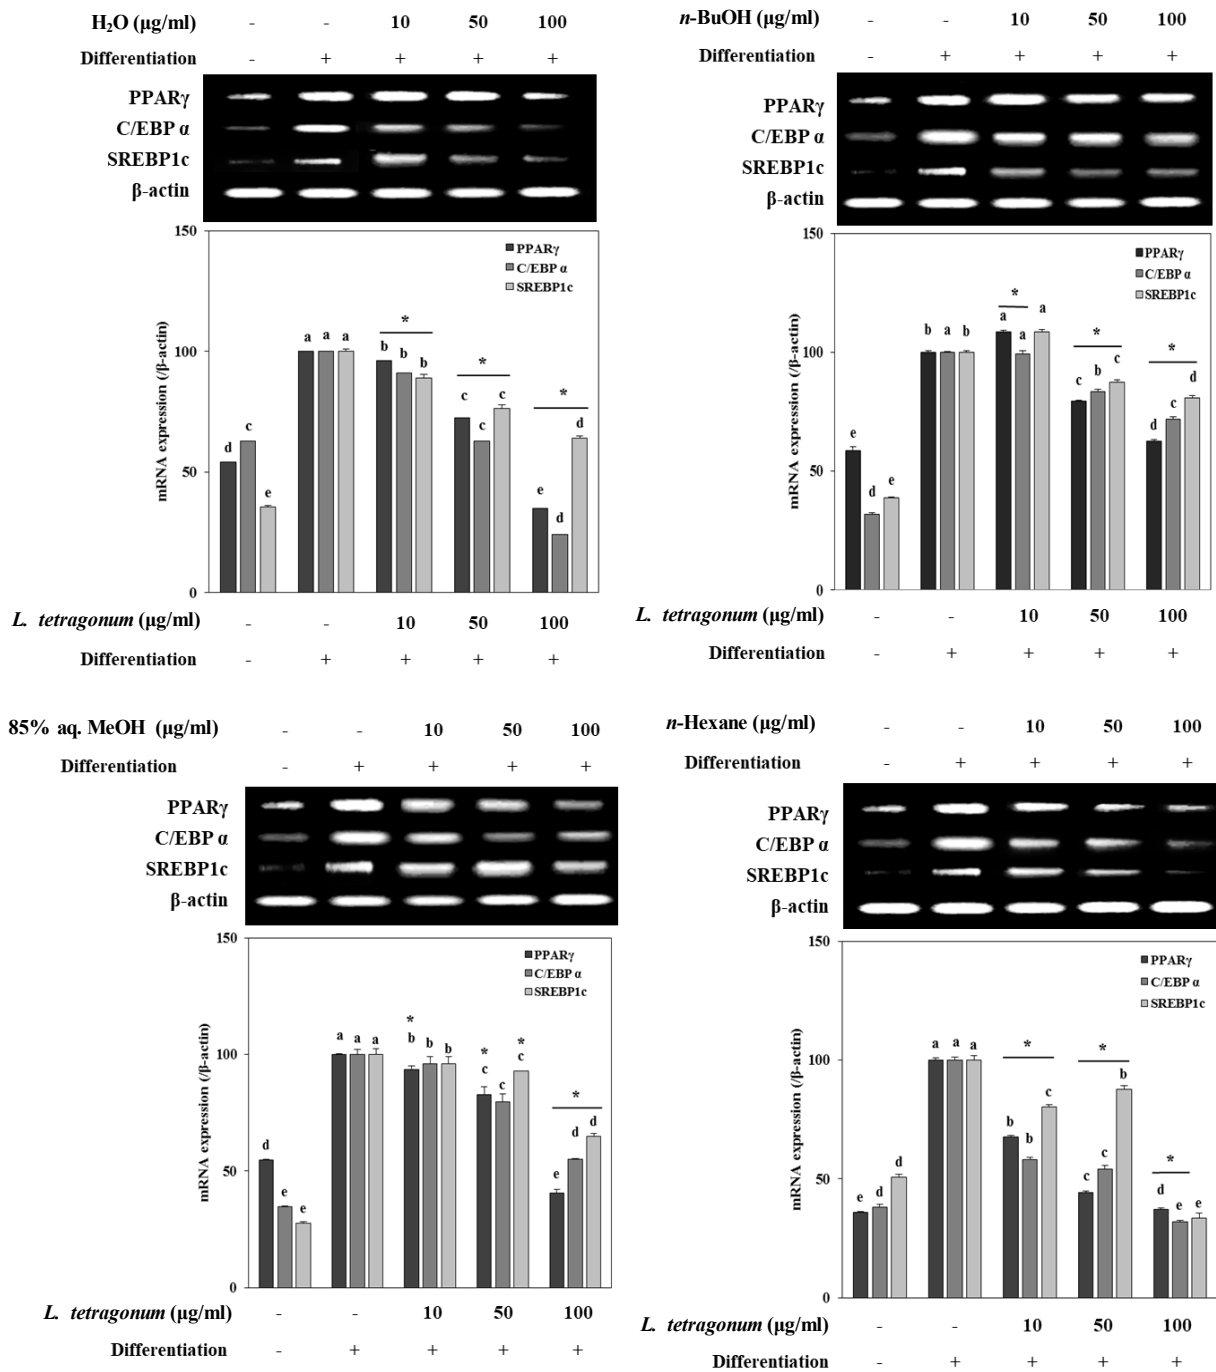 H₂O (μg/ml) - - 10 50 100
Differentiation - + + + +
PPARγ
C/EBP α
SREBP1c
β-actin
150
100
50
0
mRNA expression (/β-actin)
PPARγ
C/EBP α
SREBP1c
d c e
a a a
b b b
*
c c c
*
e d d
*
L. tetragonum (μg/ml) - - 10 50 100
Differentiation - + + + +
n-BuOH (μg/ml) - - 10 50 100
Differentiation - + + + +
PPARγ
C/EBP α
SREBP1c
β-actin
150
100
50
0
mRNA expression (/β-actin)
PPARγ
C/EBP α
SREBP1c
e d e
b a b
*
a a a
*
c b c
*
d c d
L. tetragonum (μg/ml) - - 10 50 100
Differentiation - + + + +
85% aq. MeOH (μg/ml) - - 10 50 100
Differentiation - + + + +
PPARγ
C/EBP α
SREBP1c
β-actin
150
100
50
0
mRNA expression (/β-actin)
PPARγ
C/EBP α
SREBP1c
d e e
a a a
*
b b b
* *
c c c
*
e d d
L. tetragonum (μg/ml) - - 10 50 100
Differentiation - + + + +
n-Hexane (μg/ml) - - 10 50 100
Differentiation - + + + +
PPARγ
C/EBP α
SREBP1c
β-actin
150
100
50
0
mRNA expression (/β-actin)
PPARγ
C/EBP α
SREBP1c
e d d
a a a
*
b b c
*
c c b
*
d e e
L. tetragonum (μg/ml) - - 10 50 100
Differentiation - + + + +